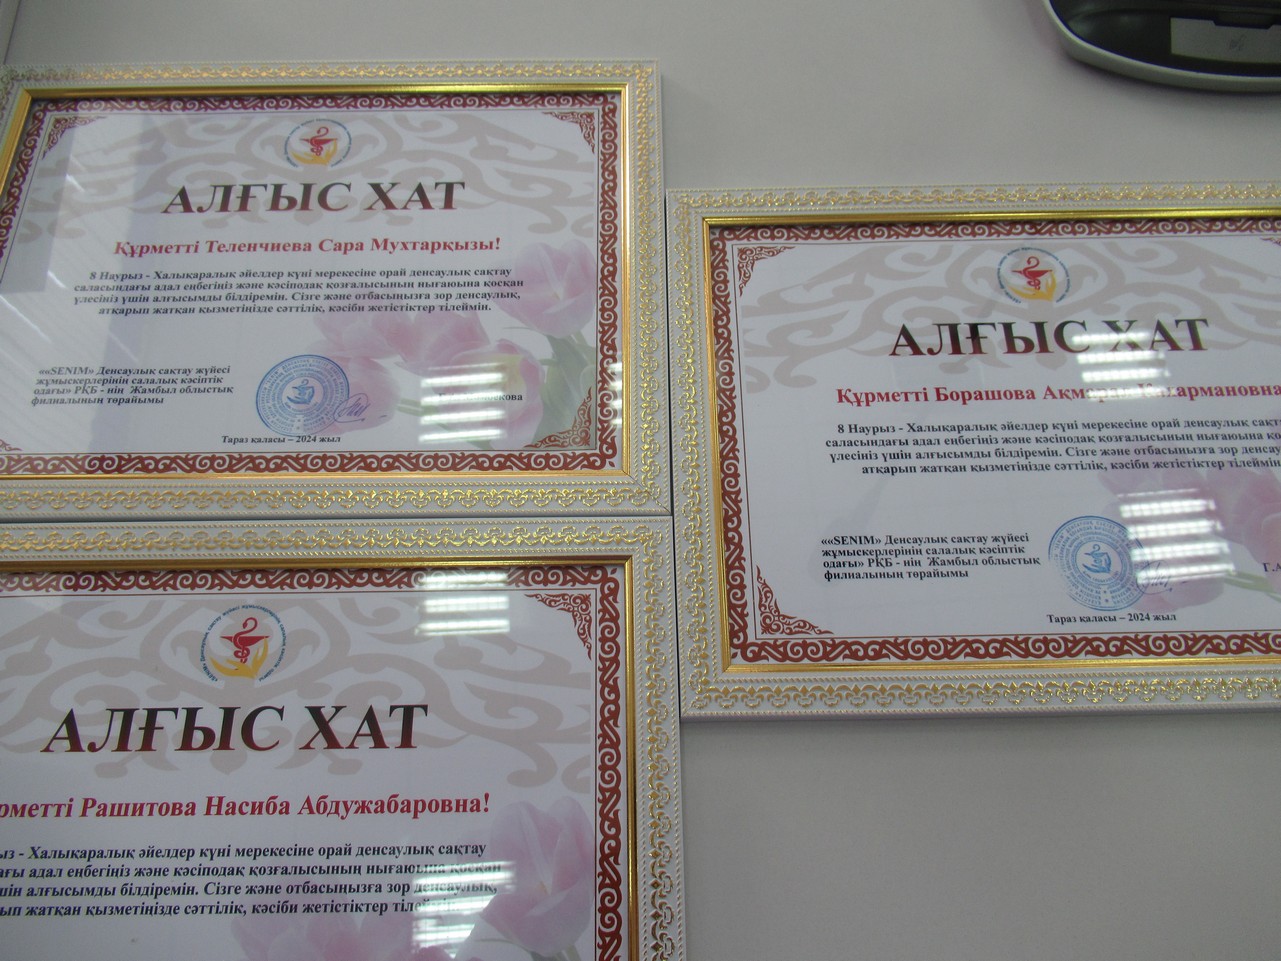 АЛҒЫС ХАТ
Құрметті Теленчиева Сара Мухтарқызы!
8 Наурыз - Халықаралық әйелдер күні мерекесіне орай денсаулық сақтау
саласындағы адал еңбегіңіз және кәсіподақ қозғалысының нығаюына қосқан
үлесіңіз үшін алғысымды білдіремін. Сізге және отбасыңызға зор денсаулық,
атқарып жатқан қызметіңізде сәттілік, кәсіби жетістіктер тілеймін.
««SENIM» Денсаулық сақтау жүйесі
жұмыскерлерінің салалық кәсіптік
одағы» РҚБ - нің Жамбыл облыстық
филиалының төрайымы
Тараз қаласы – 2024 жыл
АЛҒЫС ХАТ
Құрметті Борашова
8 Наурыз - Халықаралық әйелдер күні мерекесіне орай денсаулық
саласындағы адал еңбегіңіз және кәсіподақ қозғалысының нығаюына
үлесіңіз үшін алғысымды білдіремін. Сізге және отбасыңызға зор
атқарып жатқан қызметіңізде сәттілік, кәсіби жетістіктер
««SENIM» Денсаулық сақтау жүйесі
жұмыскерлерінің салалық кәсіптік
одағы» РҚБ - нің Жамбыл облыстық
филиалының төрайымы
Тараз қаласы – 2024 жыл
АЛҒЫС ХАТ
Рашитова Насиба Абдужабаровна!
- Халықаралық әйелдер күні мерекесіне орай денсаулық сақтау
адал еңбегіңіз және кәсіподақ қозғалысының нығаюына қосқан
үшін алғысымды білдіремін. Сізге және отбасыңызға зор денсаулық,
жатқан қызметіңізде сәттілік, кәсіби жетістіктер